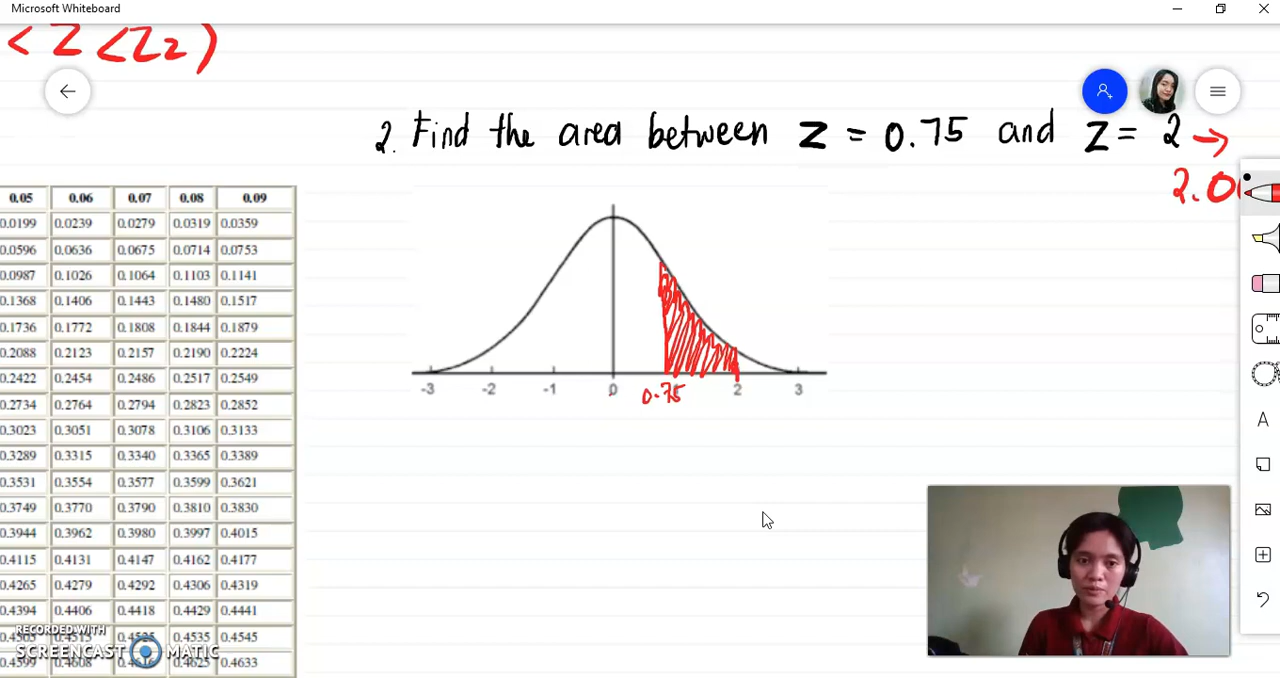 Microsoft Whiteboard
< Z < Z2)
2. Find the area between Z = 0.75 and Z = 2 →
2.0
0.05 0.06 0.07 0.08 0.09
0.0199 0.0239 0.0279 0.0319 0.0359
0.0596 0.0636 0.0675 0.0714 0.0753
0.0987 0.1026 0.1064 0.1103 0.1141
0.1368 0.1406 0.1443 0.1480 0.1517
0.1736 0.1772 0.1808 0.1844 0.1879
0.2088 0.2123 0.2157 0.2190 0.2224
0.2422 0.2454 0.2486 0.2517 0.2549
0.2734 0.2764 0.2794 0.2823 0.2852
0.3023 0.3051 0.3078 0.3106 0.3133
0.3289 0.3315 0.3340 0.3365 0.3389
0.3531 0.3554 0.3577 0.3599 0.3621
0.3749 0.3770 0.3790 0.3810 0.3830
0.3944 0.3962 0.3980 0.3997 0.4015
0.4115 0.4131 0.4147 0.4162 0.4177
0.4265 0.4279 0.4292 0.4306 0.4319
0.4394 0.4406 0.4418 0.4429 0.4441
0.4535 0.4545
0.4625 0.4633
-3 -2 -1 0 2 3
0.75
RECORDED WITH
SCREENCAST MATIC
A